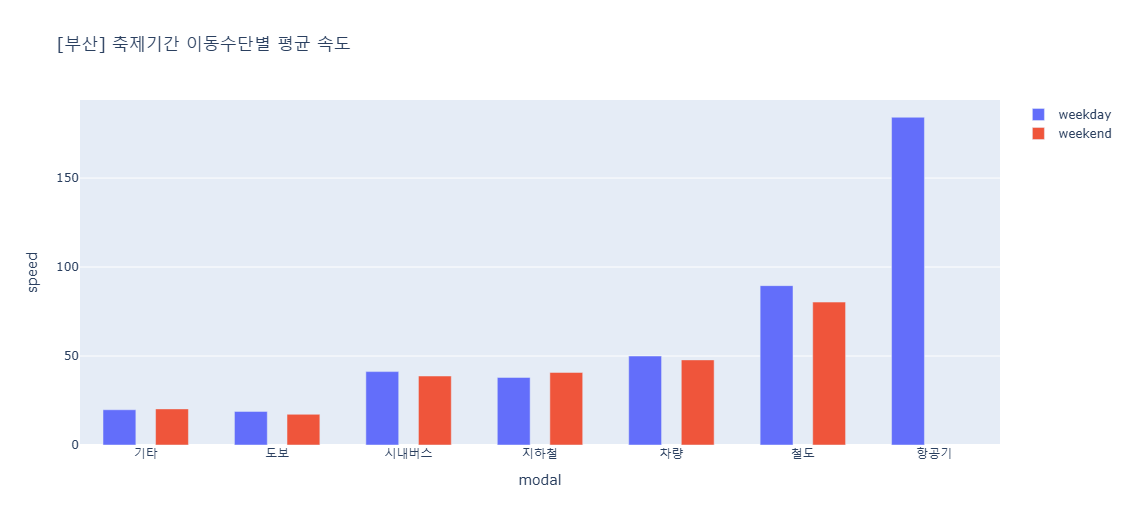 [부산] 축제기간 이동수단별 평균 속도
weekday
weekend
150
100
50
0
speed
기타 도보 시내버스 지하철 차량 철도 항공기
modal